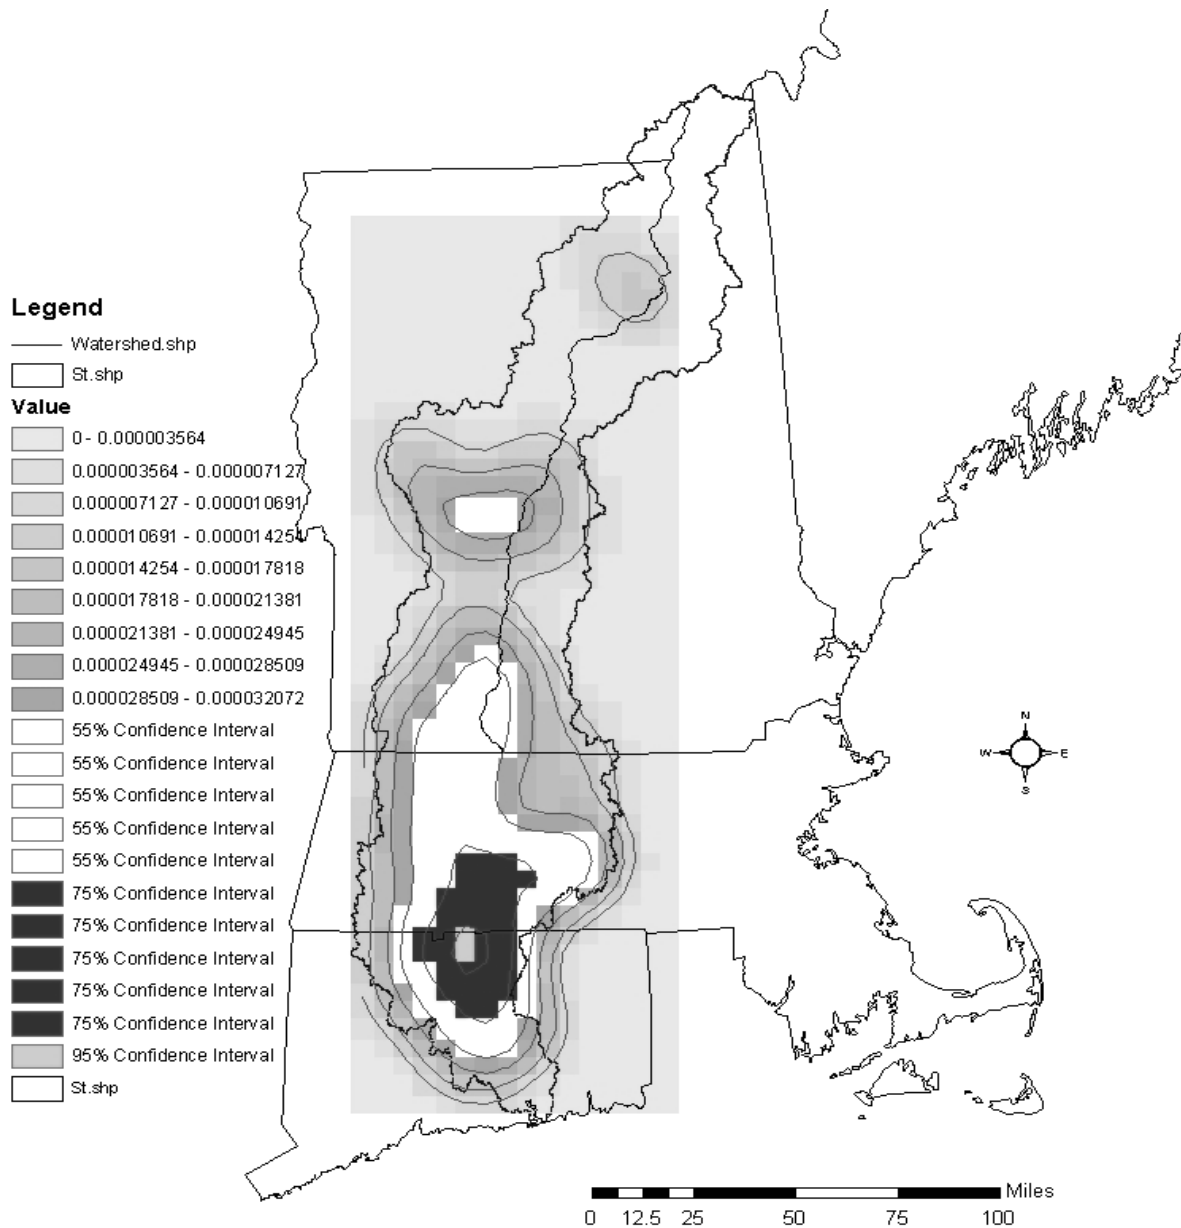 Legend
Watershed.shp
St.shp
Value
0 - 0.000003564
0.000003564 - 0.000007127
0.000007127 - 0.000010691
0.000010691 - 0.000014254
0.000014254 - 0.000017818
0.000017818 - 0.000021381
0.000021381 - 0.000024945
0.000024945 - 0.000028509
0.000028509 - 0.000032072
55% Confidence Interval
55% Confidence Interval
55% Confidence Interval
55% Confidence Interval
55% Confidence Interval
75% Confidence Interval
75% Confidence Interval
75% Confidence Interval
75% Confidence Interval
75% Confidence Interval
95% Confidence Interval
St.shp
N
W E
S
Miles
0 12.5 25 50 75 100